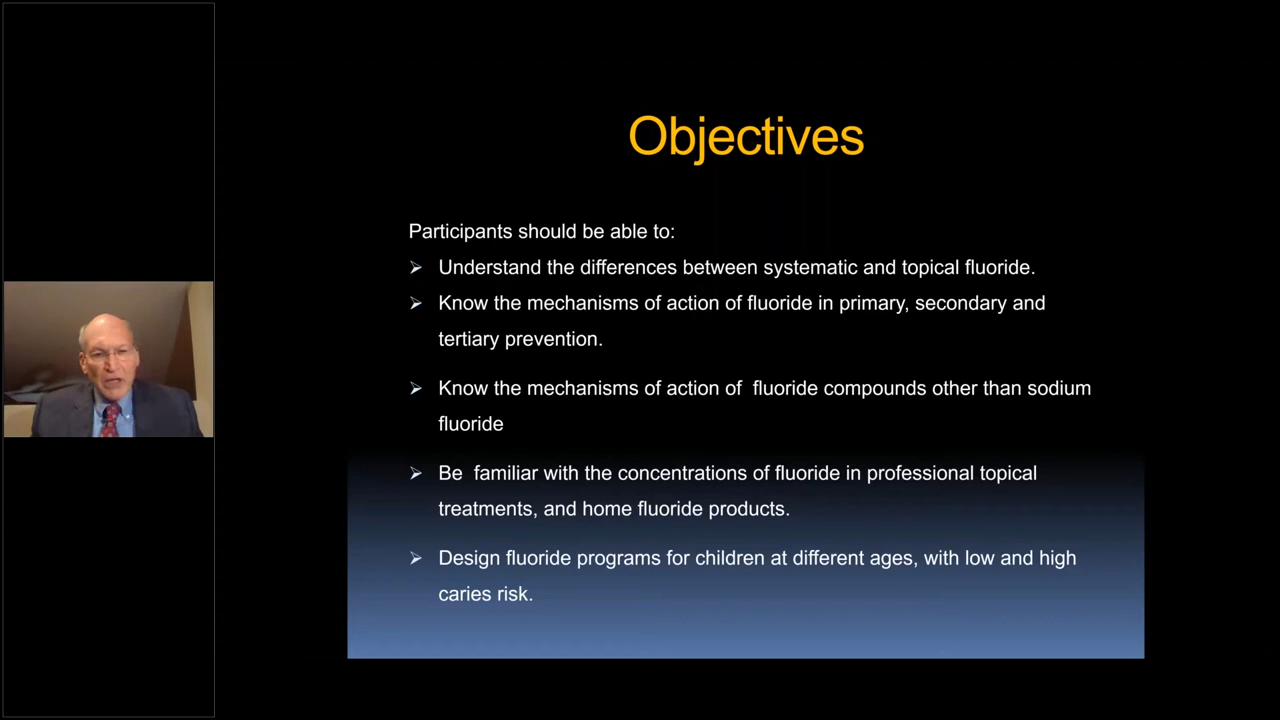 Objectives
Participants should be able to:
➢ Understand the differences between systematic and topical fluoride.
➢ Know the mechanisms of action of fluoride in primary, secondary and
tertiary prevention.
➢ Know the mechanisms of action of fluoride compounds other than sodium
fluoride
➢ Be familiar with the concentrations of fluoride in professional topical
treatments, and home fluoride products.
➢ Design fluoride programs for children at different ages, with low and high
caries risk.